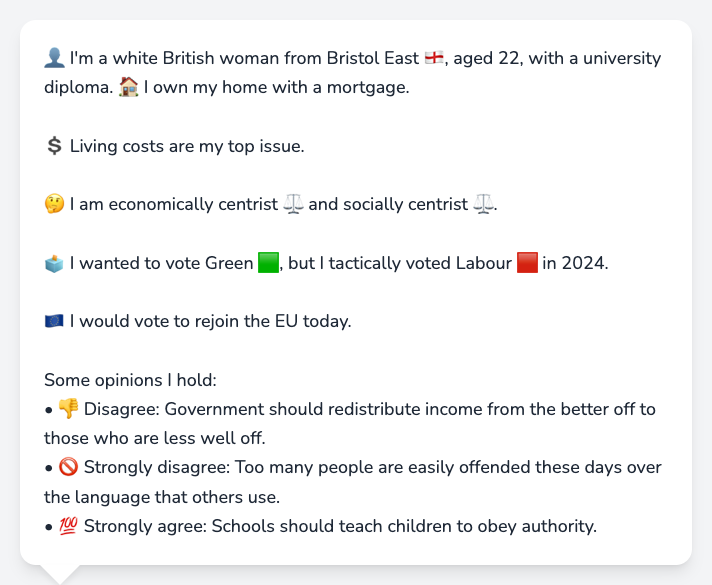 👤 I'm a white British woman from Bristol East 🏴󠁧󠁢󠁥󠁮󠁧󠁿, aged 22, with a university
diploma. 🏠 I own my home with a mortgage.
💲 Living costs are my top issue.
🤔 I am economically centrist ⚖️ and socially centrist ⚖️.
🗳️ I wanted to vote Green 🟩, but I tactically voted Labour 🟥 in 2024.
🇪🇺 I would vote to rejoin the EU today.
Some opinions I hold:
• 👎 Disagree: Government should redistribute income from the better off to
those who are less well off.
• 🚫 Strongly disagree: Too many people are easily offended these days over
the language that others use.
• 💯 Strongly agree: Schools should teach children to obey authority.